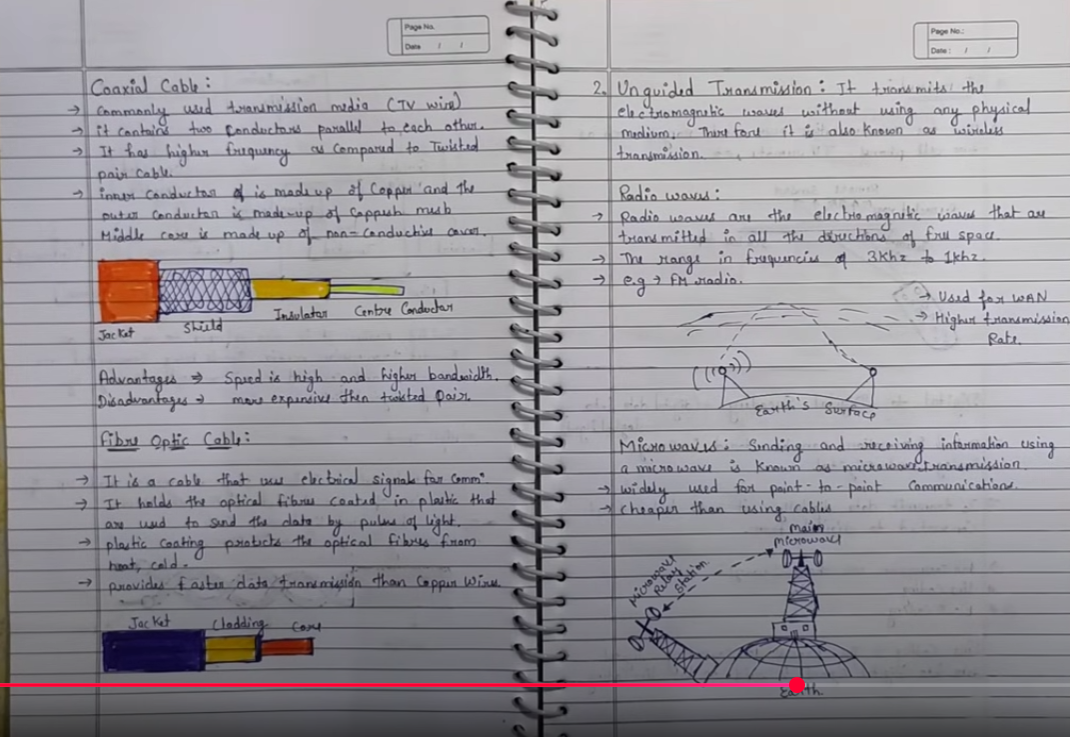 Page No.
Date / /
Coaxial Cable:
→ Commonly used transmission media (TV wire)
→ it contains two conductors parallel to each other.
→ It has higher frequency as compared to Twisted
pair cable.
→ inner conductor is made up of Copper and the
outer conductor is made-up of
Middle core is made up of non-conductive cover.
Jacket
Shield
Insulator
Centre Conductor
Advantages → Speed is high and higher bandwidth.
Disadvantages → more expensive then twisted pair
Fibre Optic Cable:
→ It is a cable that uses electrical signals for commⁿ
→ It holds the optical fibres coated in plastic that
are used to send the data by pulses of light.
→ plastic coating protects the optical fibres from
heat, cold.
→ provides faster data transmission than Copper wires
Jacket
Cladding
Core
Page No.:
Date: / /
2. Unguided Transmission: It transmits the
electromagnetic waves without using any physical
medium. Therefore it is also known as wireless
transmission.
Radio waves:
→ Radio waves are the electromagnetic waves that are
transmitted in all the directions of free space.
→ The range in frequencies of 3Khz to 1khz.
→ e.g → FM radio.
→ Used for WAN
→ Higher transmission
Rate.
Earth's Surface
Microwaves: Sending and receiving information using
a microwave is known as microwave transmission.
→ widely used for point-to-point communications.
→ cheaper than using cables
Main
microwave
Microwave
Relay
Station
Earth.